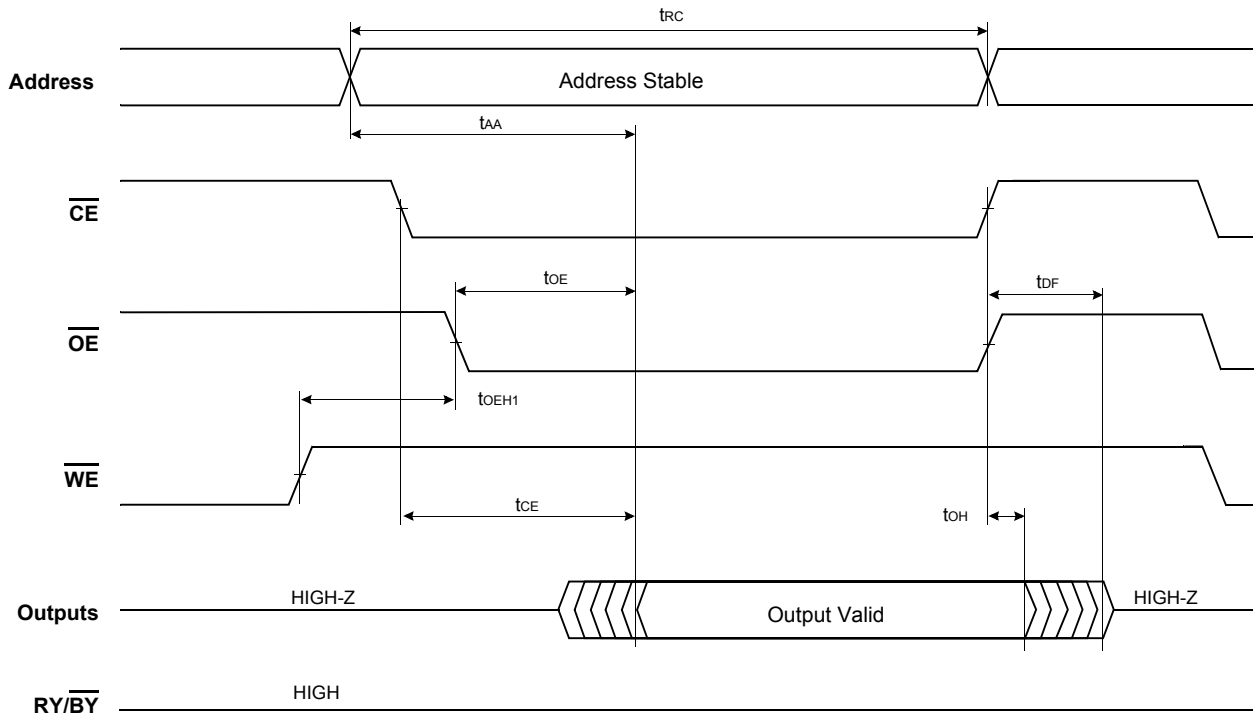 tRC
Address
Address Stable
tAA
CE
tOE
tDF
OE
tOEH1
WE
tCE
tOH
HIGH-Z
HIGH-Z
Outputs
Output Valid
HIGH
RY/BY